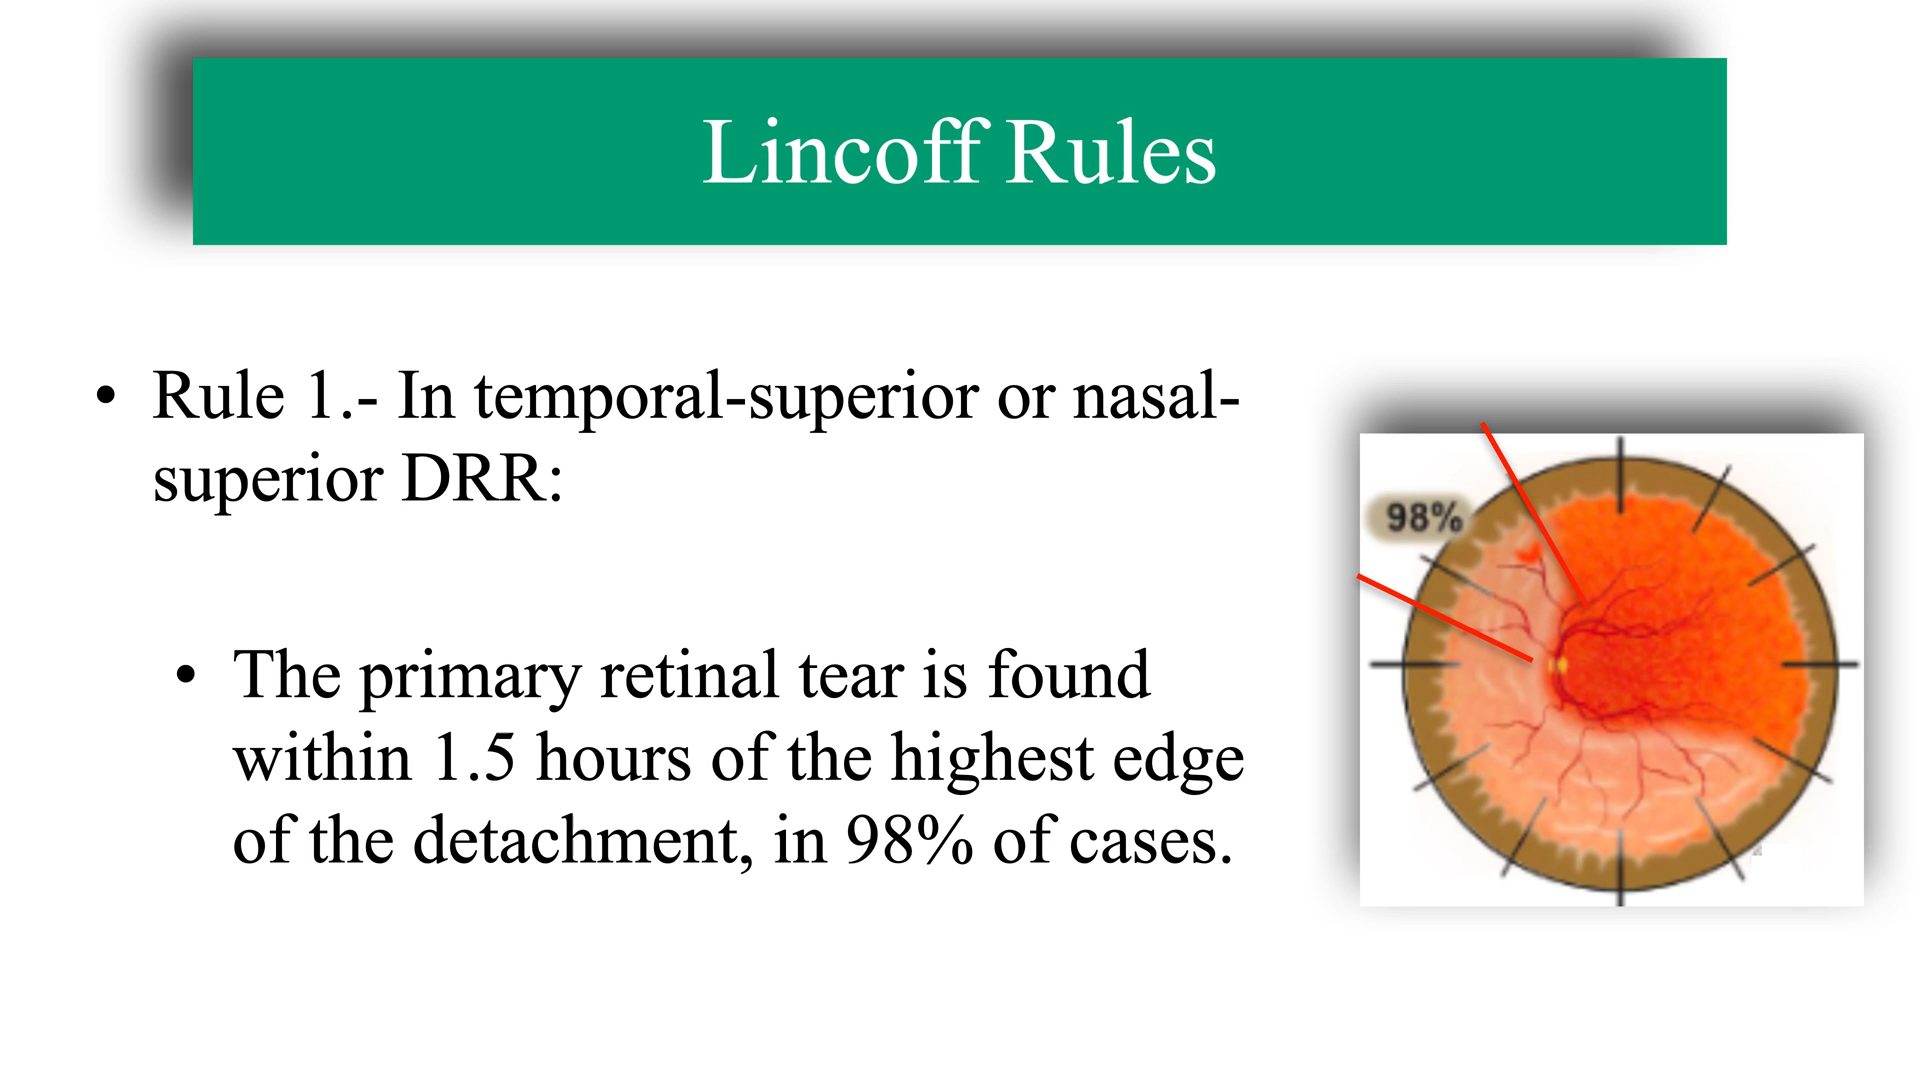 Lincoff Rules
• Rule 1.- In temporal-superior or nasal-
superior DRR:
• The primary retinal tear is found
within 1.5 hours of the highest edge
of the detachment, in 98% of cases.
98%